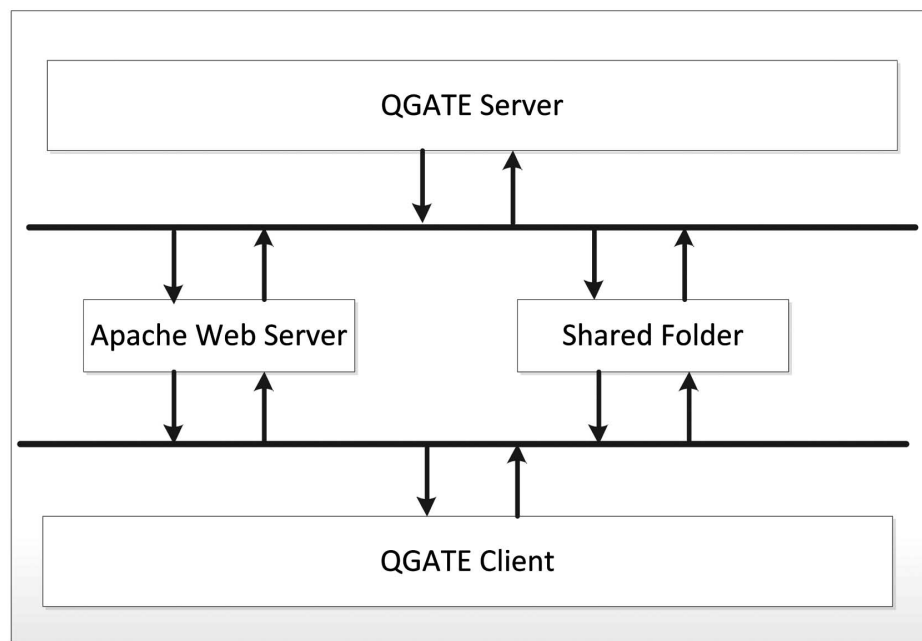 QGATE Server
Apache Web Server
Shared Folder
QGATE Client